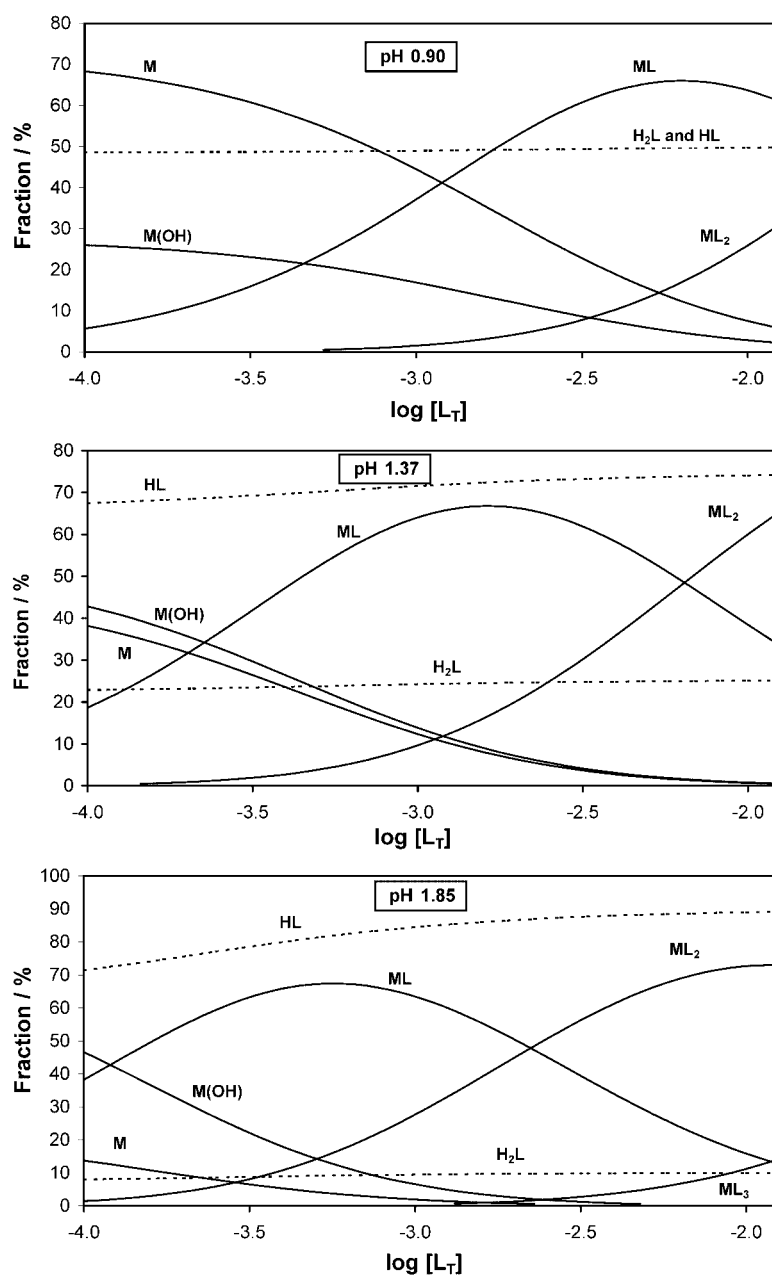 pH 0.90
Fraction / %
80
70
60
50
40
30
20
10
0
M
ML
H₂L and HL
M(OH)
ML₂
-4.0 -3.5 -3.0 -2.5 -2.0
log [L_T]
pH 1.37
Fraction / %
80
70
60
50
40
30
20
10
0
HL
ML
ML₂
M(OH)
M
H₂L
-4.0 -3.5 -3.0 -2.5 -2.0
log [L_T]
pH 1.85
Fraction / %
100
90
80
70
60
50
40
30
20
10
0
HL
ML₂
ML
M(OH)
M
H₂L
ML₃
-4.0 -3.5 -3.0 -2.5 -2.0
log [L_T]